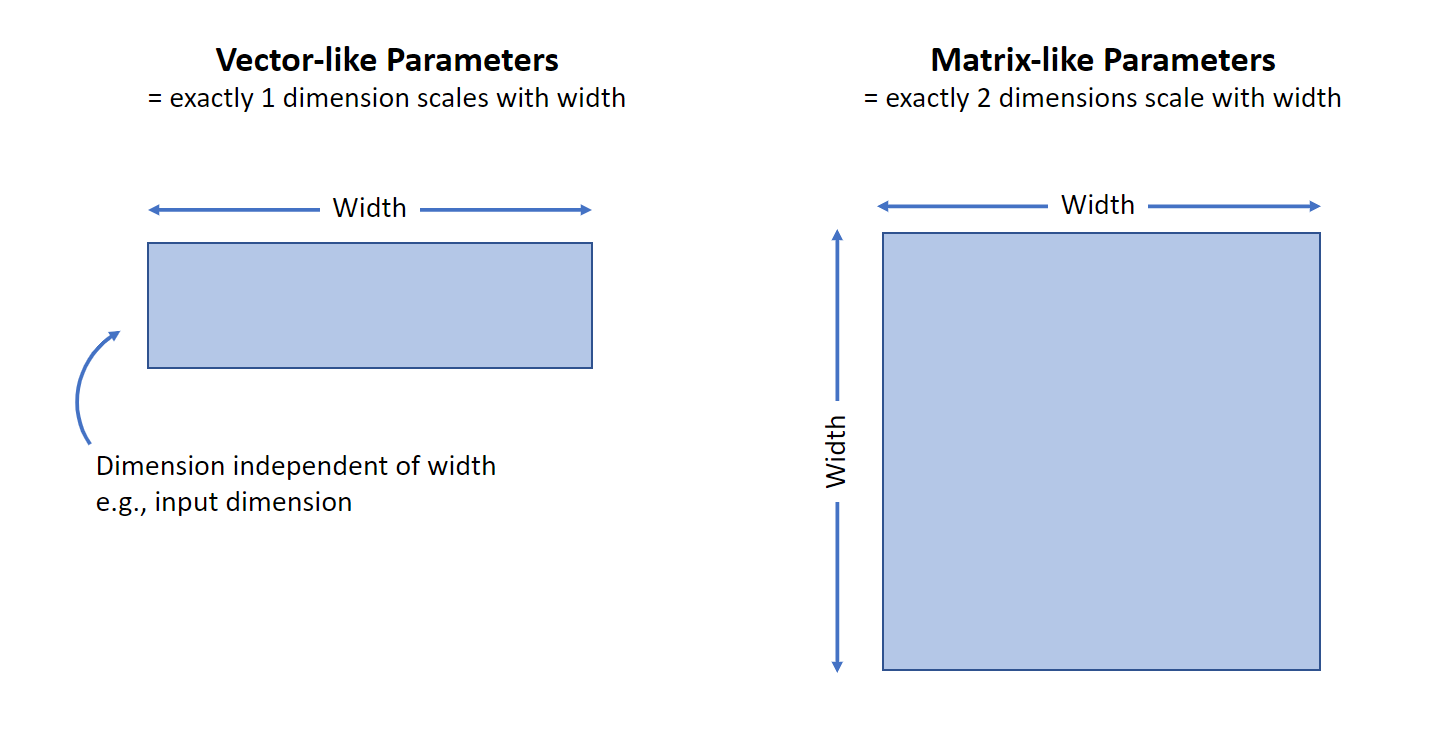 Vector-like Parameters
= exactly 1 dimension scales with width
Width
Dimension independent of width
e.g., input dimension
Matrix-like Parameters
= exactly 2 dimensions scale with width
Width
Width